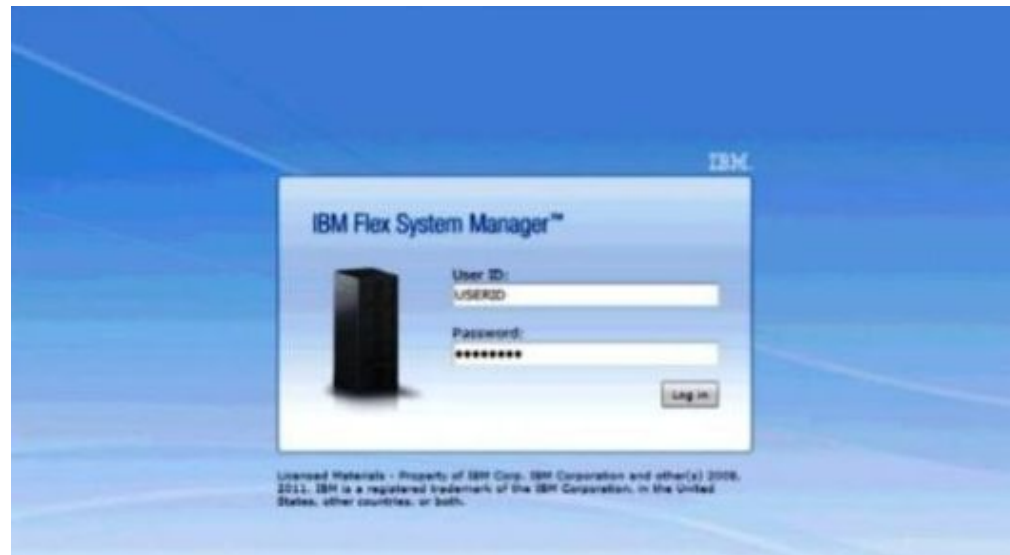 IBM.
IBM Flex System Manager™
User ID:
USERID
Password:
••••••••
Log in
Licensed Materials - Property of IBM Corp. IBM Corporation and other(s) 2009,
2011. IBM is a registered trademark of the IBM Corporation, in the United
States, other countries, or both.